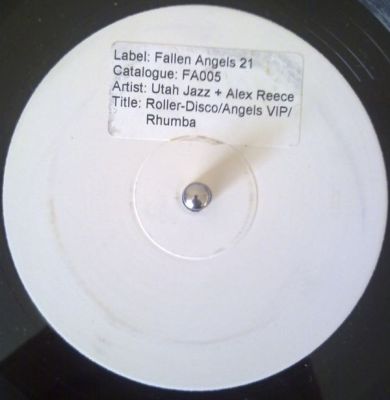 Label: Fallen Angels 21
Catalogue: FA005
Artist: Utah Jazz + Alex Reece
Title: Roller-Disco/Angels VIP/
Rhumba